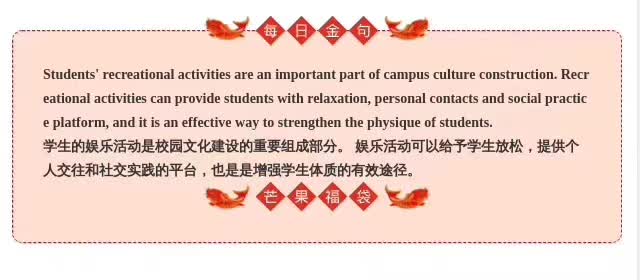 每日金句
Students' recreational activities are an important part of campus culture construction. Recr
eational activities can provide students with relaxation, personal contacts and social practic
e platform, and it is an effective way to strengthen the physique of students.
学生的娱乐活动是校园文化建设的重要组成部分。 娱乐活动可以给予学生放松，提供个
人交往和社交实践的平台，也是是增强学生体质的有效途径。
芒果福袋